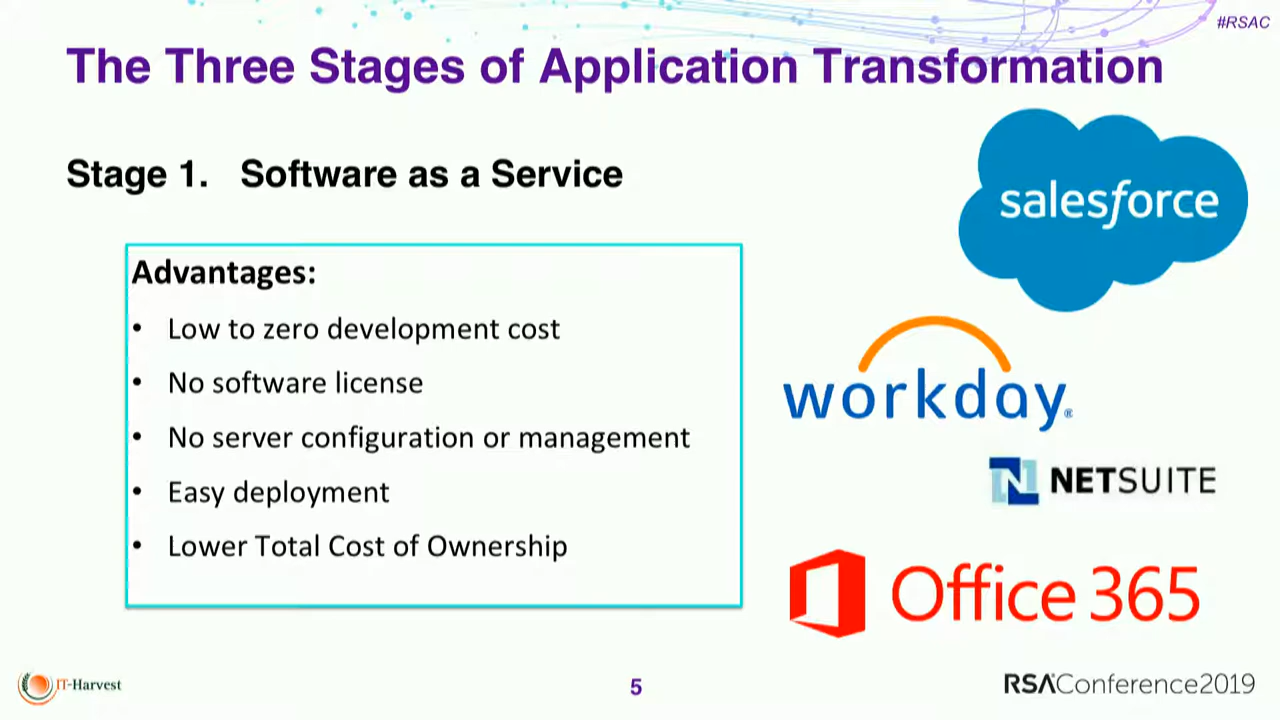 #RSAC
The Three Stages of Application Transformation
Stage 1. Software as a Service
Advantages:
• Low to zero development cost
• No software license
• No server configuration or management
• Easy deployment
• Lower Total Cost of Ownership
salesforce
workday®
N NETSUITE
Office 365
IT-Harvest
5
RSAConference2019